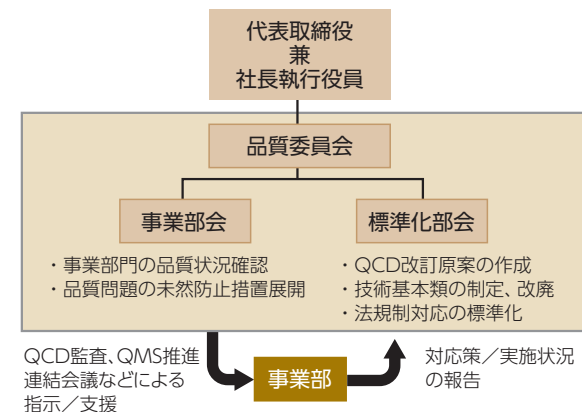 代表取締役
兼
社長執行役員
品質委員会
事業部会
標準化部会
・事業部門の品質状況確認
・品質問題の未然防止措置展開
・QCD改訂原案の作成
・技術基本類の制定、改廃
・法規制対応の標準化
QCD監査、QMS推進
連結会議などによる
指示／支援
事業部
対応策／実施状況
の報告